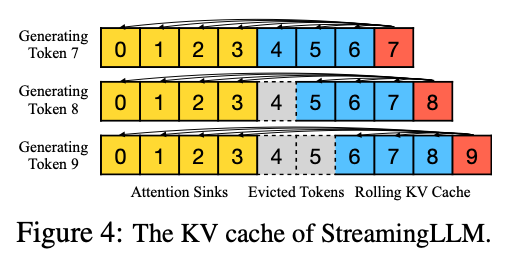 Generating
Token 7
0 1 2 3 4 5 6 7
Generating
Token 8
0 1 2 3 4 5 6 7 8
Generating
Token 9
0 1 2 3 4 5 6 7 8 9
Attention Sinks Evicted Tokens Rolling KV Cache
Figure 4: The KV cache of StreamingLLM.